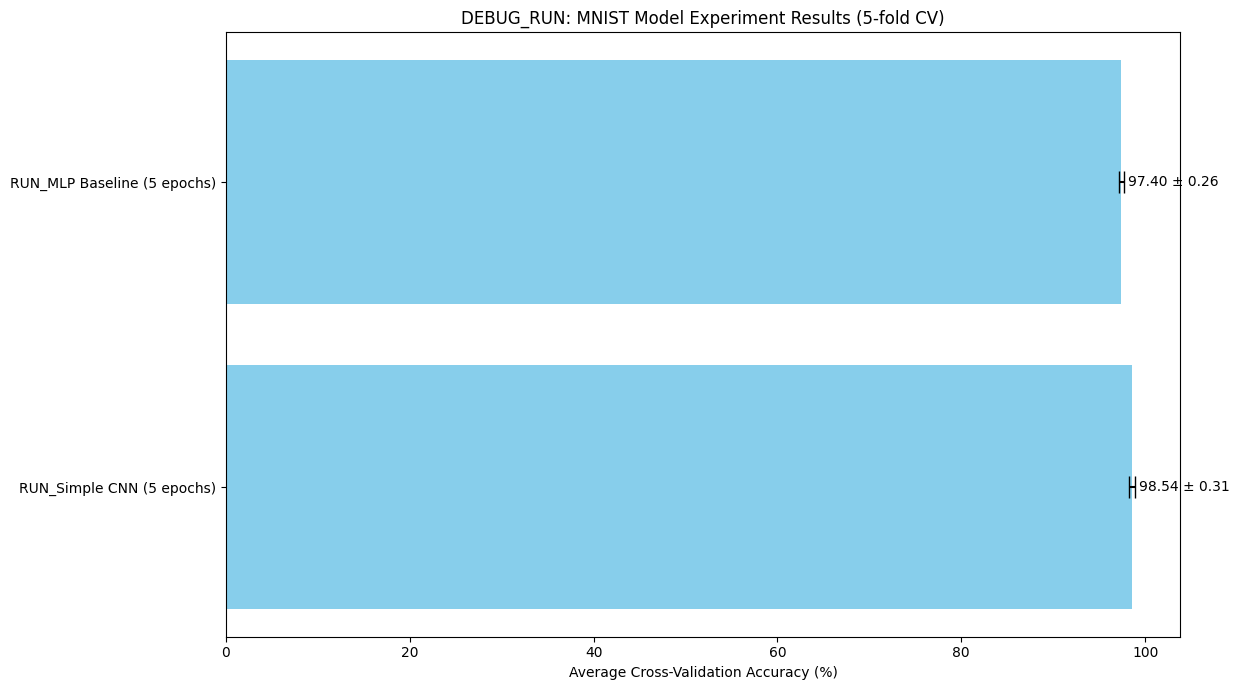 DEBUG_RUN: MNIST Model Experiment Results (5-fold CV)
RUN_MLP Baseline (5 epochs)
97.40 ± 0.26
RUN_Simple CNN (5 epochs)
98.54 ± 0.31
0 20 40 60 80 100
Average Cross-Validation Accuracy (%)